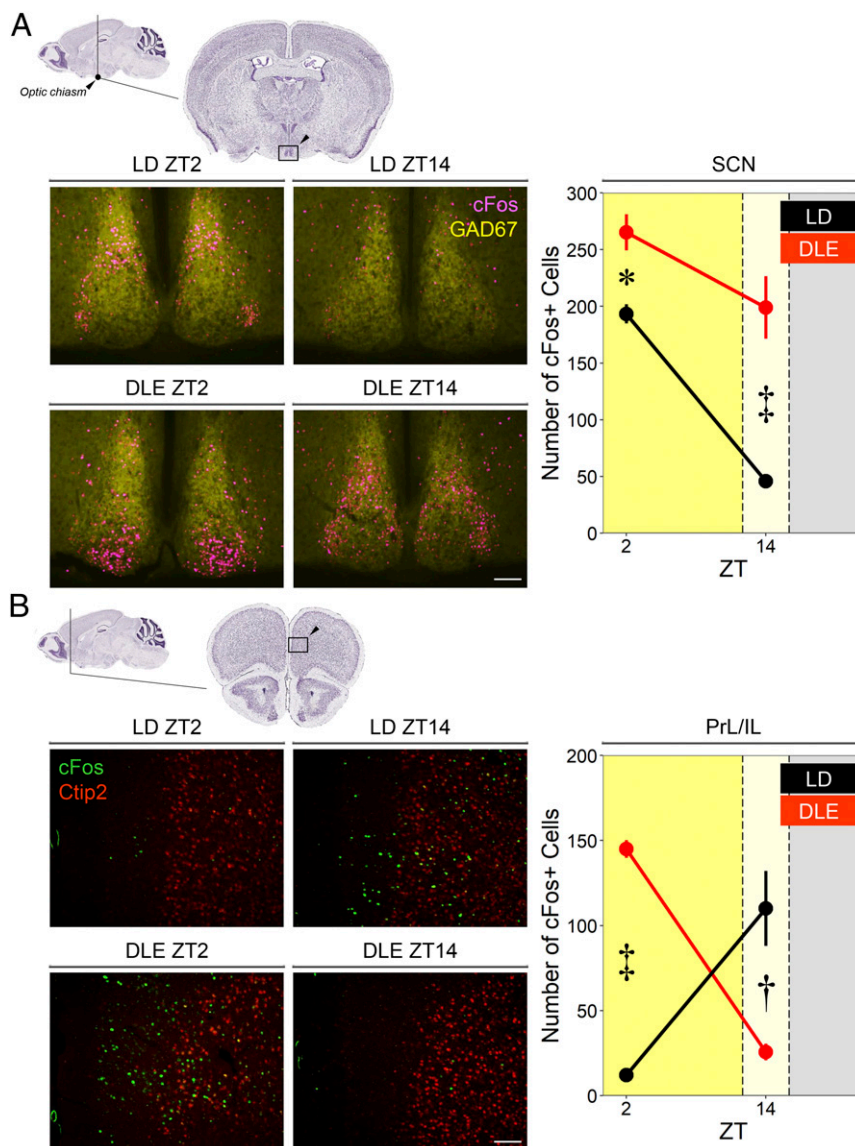 A
Optic chiasm
LD ZT2
LD ZT14
cFos
GAD67
DLE ZT2
DLE ZT14
SCN
Number of cFos+ Cells
300
250
200
150
100
50
0
LD
DLE
*
‡
2
14
ZT
B
LD ZT2
LD ZT14
cFos
Ctip2
DLE ZT2
DLE ZT14
PrL/IL
Number of cFos+ Cells
200
150
100
50
0
LD
DLE
‡
†
2
14
ZT